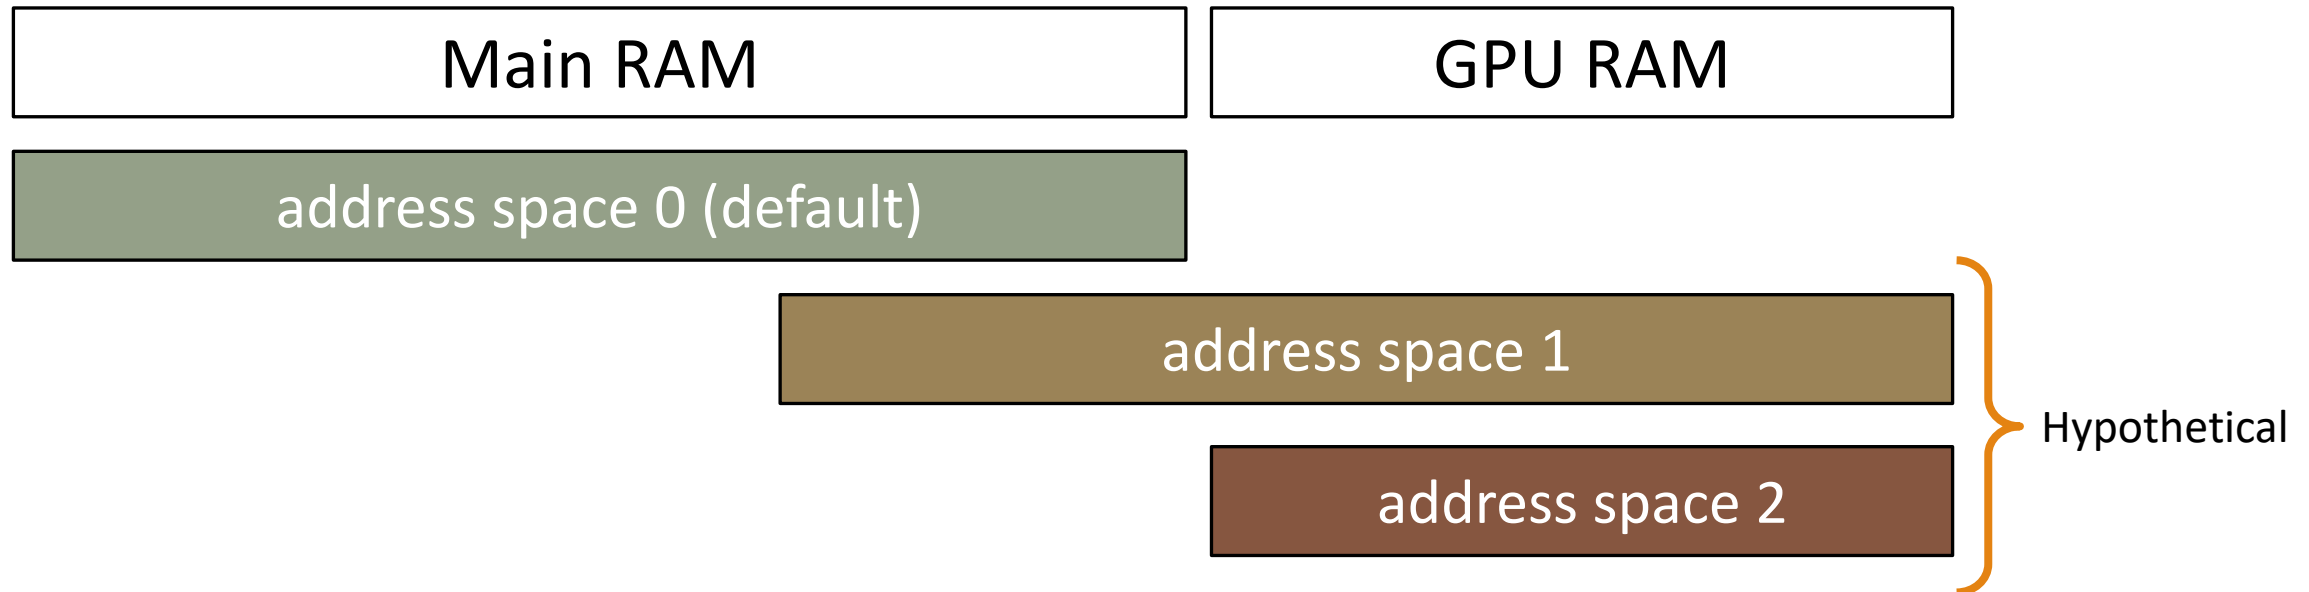 Main RAM
GPU RAM
address space 0 (default)
address space 1
Hypothetical
address space 2